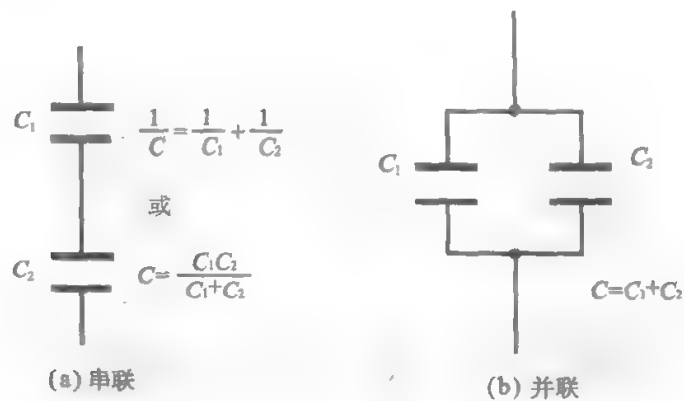 C₁
1/C = 1/C₁ + 1/C₂
或
C₂
C = C₁C₂/C₁+C₂
(a) 串联
C₁
C₂
C=C₁+C₂
(b) 并联